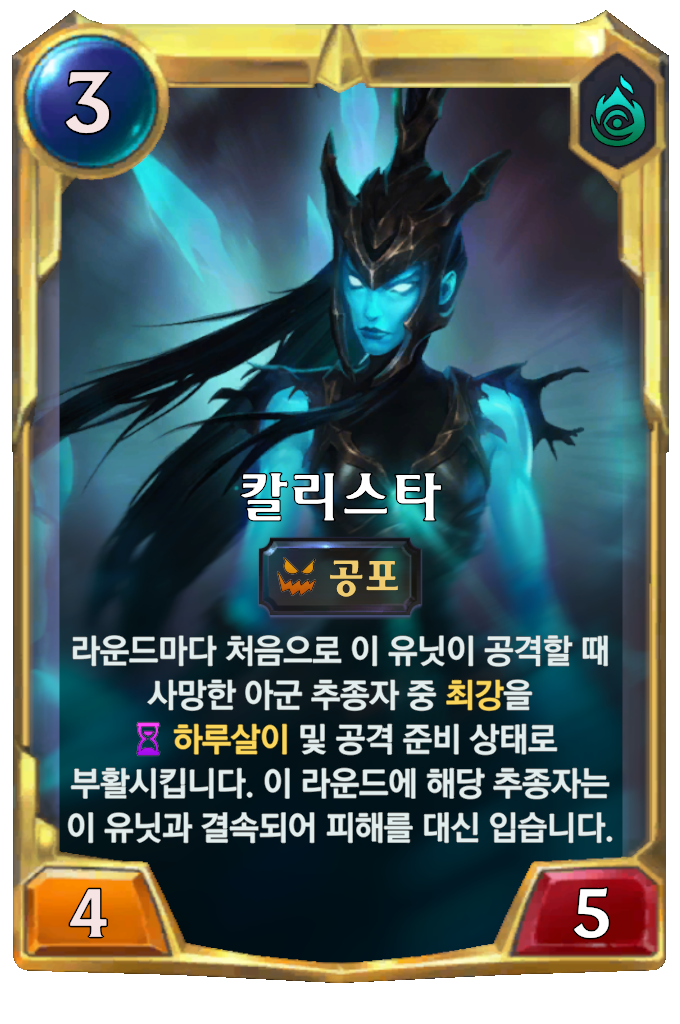 3
칼리스타
공포
라운드마다 처음으로 이 유닛이 공격할 때
사망한 아군 추종자 중 최강을
하루살이 및 공격 준비 상태로
부활시킵니다. 이 라운드에 해당 추종자는
이 유닛과 결속되어 피해를 대신 입습니다.
4
5